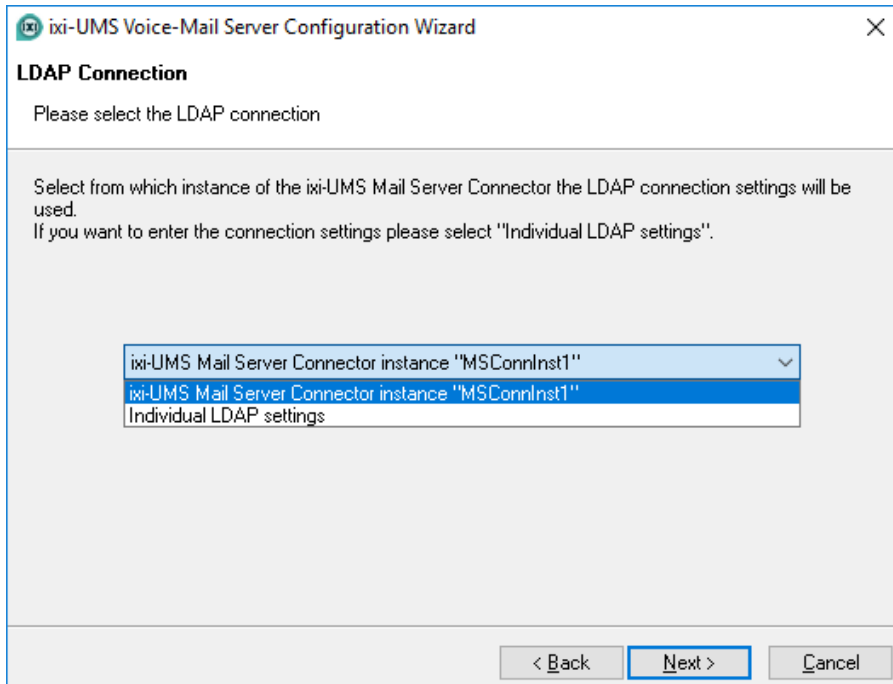 ixi-UMS Voice-Mail Server Configuration Wizard
LDAP Connection
Please select the LDAP connection
Select from which instance of the ixi-UMS Mail Server Connector the LDAP connection settings will be
used.
If you want to enter the connection settings please select "Individual LDAP settings".
ixi-UMS Mail Server Connector instance "MSConnInst1"
ixi-UMS Mail Server Connector instance "MSConnInst1"
Individual LDAP settings
< Back
Next >
Cancel